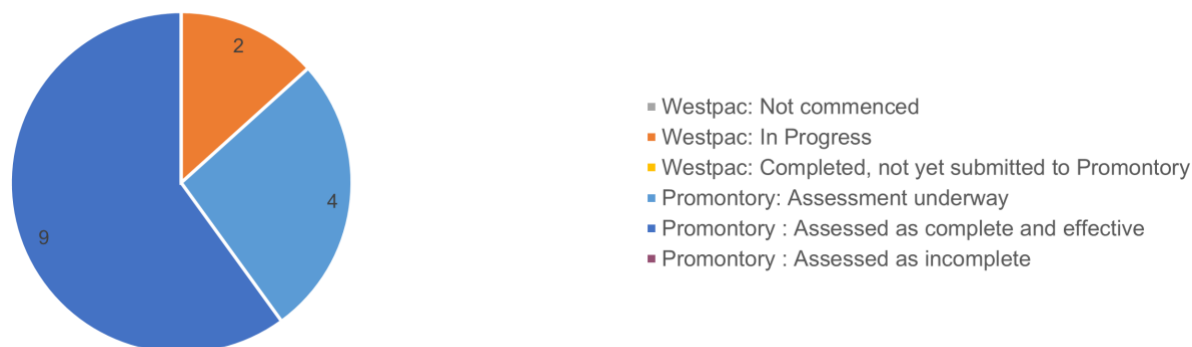 2
4
9
Westpac: Not commenced
Westpac: In Progress
Westpac: Completed, not yet submitted to Promontory
Promontory: Assessment underway
Promontory : Assessed as complete and effective
Promontory : Assessed as incomplete